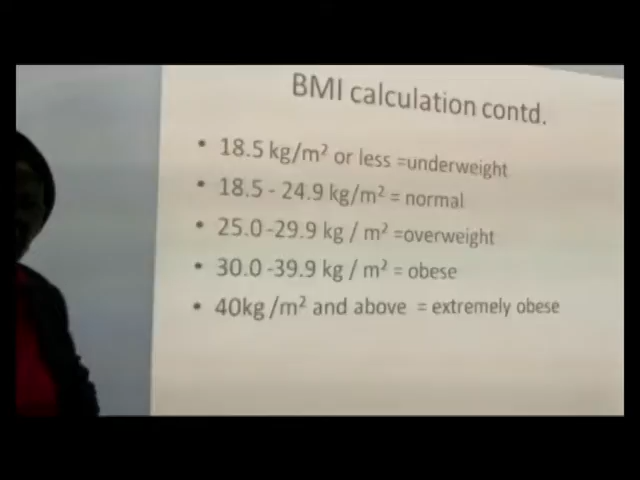 BMI calculation contd.
• 18.5 kg/m² or less =underweight
• 18.5 - 24.9 kg/m² = normal
• 25.0 -29.9 kg / m² =overweight
• 30.0 -39.9 kg / m² = obese
• 40kg /m² and above = extremely obese